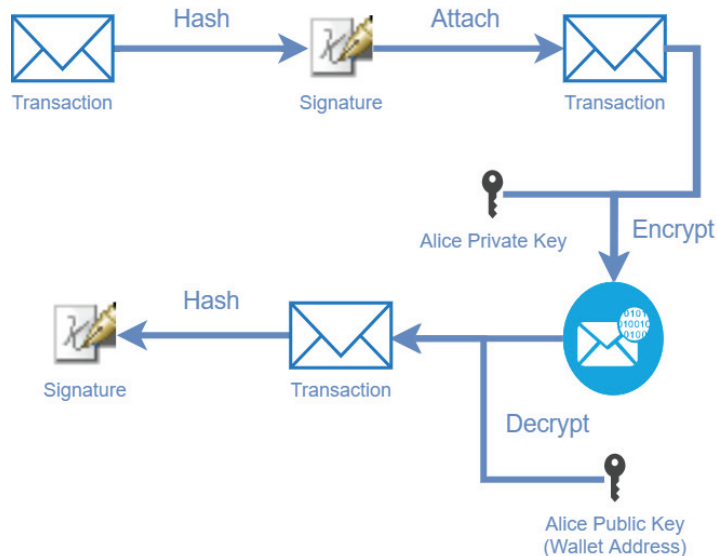 Hash
Attach
Transaction
Signature
Transaction
Alice Private Key
Encrypt
Hash
Signature
Transaction
Decrypt
Alice Public Key
(Wallet Address)